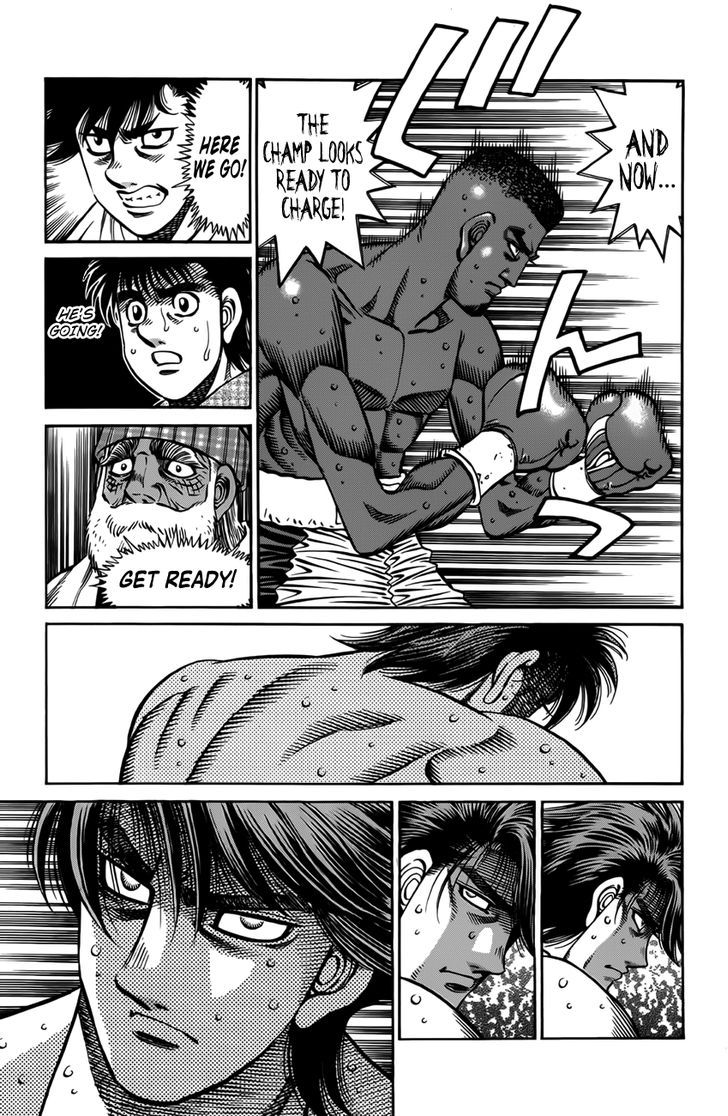 AND
NOW...
THE
CHAMP LOOKS
READY TO
CHARGE!
HERE
WE GO!
HE'S
GOING!
GET READY!